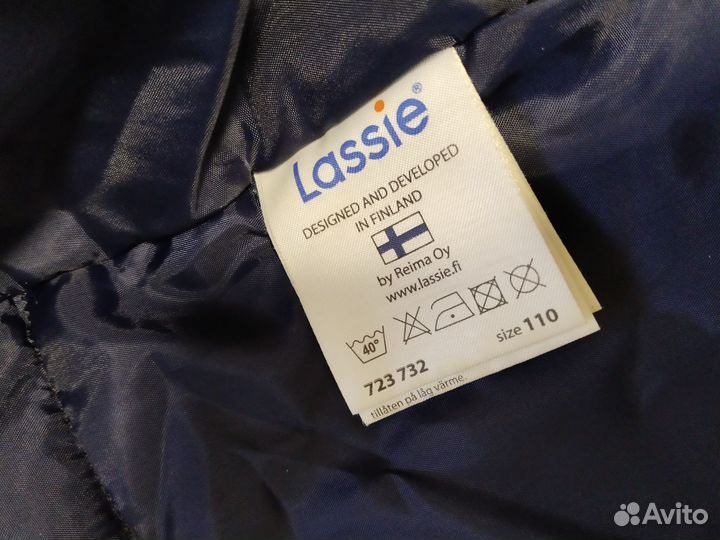 Lassie®
DESIGNED AND DEVELOPED
IN FINLAND
by Reima Oy
www.lassie.fi
40°
723 732 size 110
tillåten på låg värme.
Avito